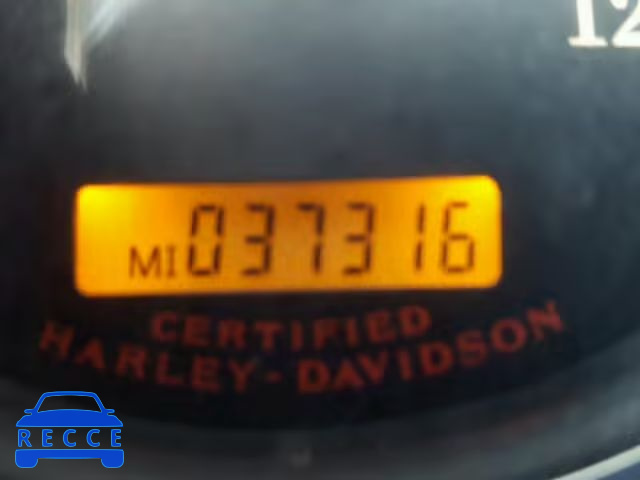 12
MI 037316
CERTIFIED
HARLEY-DAVIDSON
RECCE